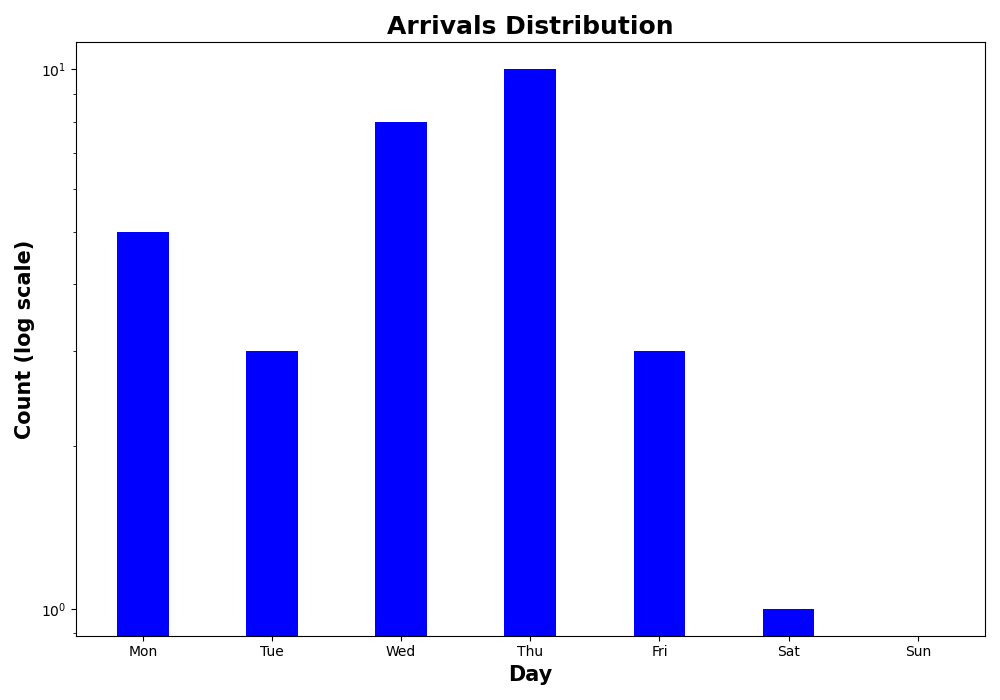 Arrivals Distribution
Count (log scale)
10¹
10⁰
Mon Tue Wed Thu Fri Sat Sun
Day